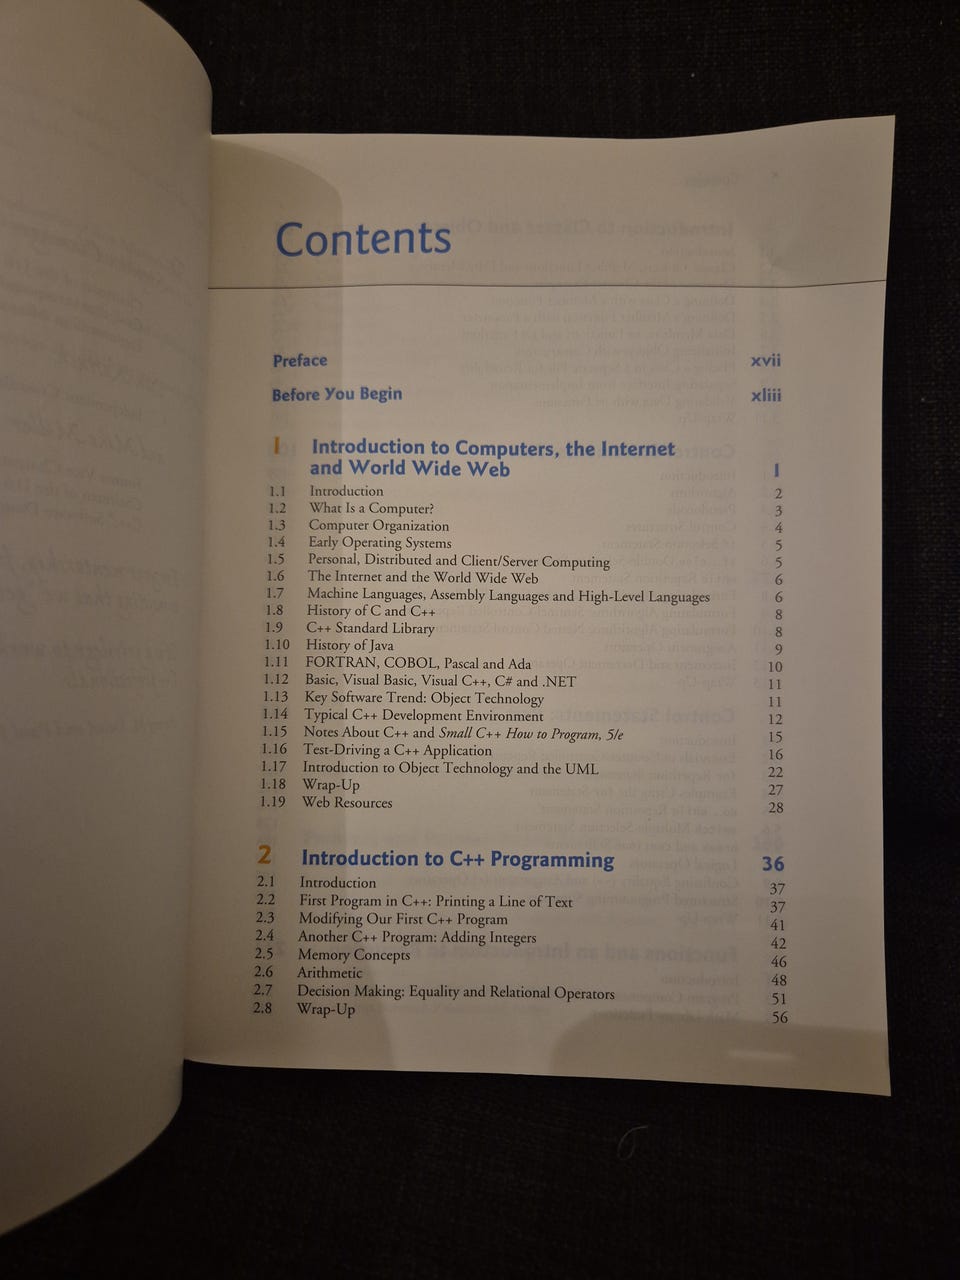 Contents
Preface xvii
Before You Begin xliii
1 Introduction to Computers, the Internet
and World Wide Web 1
1.1 Introduction 2
1.2 What Is a Computer? 3
1.3 Computer Organization 4
1.4 Early Operating Systems 5
1.5 Personal, Distributed and Client/Server Computing 5
1.6 The Internet and the World Wide Web 6
1.7 Machine Languages, Assembly Languages and High-Level Languages 6
1.8 History of C and C++ 8
1.9 C++ Standard Library 8
1.10 History of Java 9
1.11 FORTRAN, COBOL, Pascal and Ada 10
1.12 Basic, Visual Basic, Visual C++, C# and .NET 11
1.13 Key Software Trend: Object Technology 11
1.14 Typical C++ Development Environment 12
1.15 Notes About C++ and Small C++ How to Program, 5/e 15
1.16 Test-Driving a C++ Application 16
1.17 Introduction to Object Technology and the UML 22
1.18 Wrap-Up 27
1.19 Web Resources 28
2 Introduction to C++ Programming 36
2.1 Introduction 37
2.2 First Program in C++: Printing a Line of Text 37
2.3 Modifying Our First C++ Program 41
2.4 Another C++ Program: Adding Integers 42
2.5 Memory Concepts 46
2.6 Arithmetic 48
2.7 Decision Making: Equality and Relational Operators 51
2.8 Wrap-Up 56